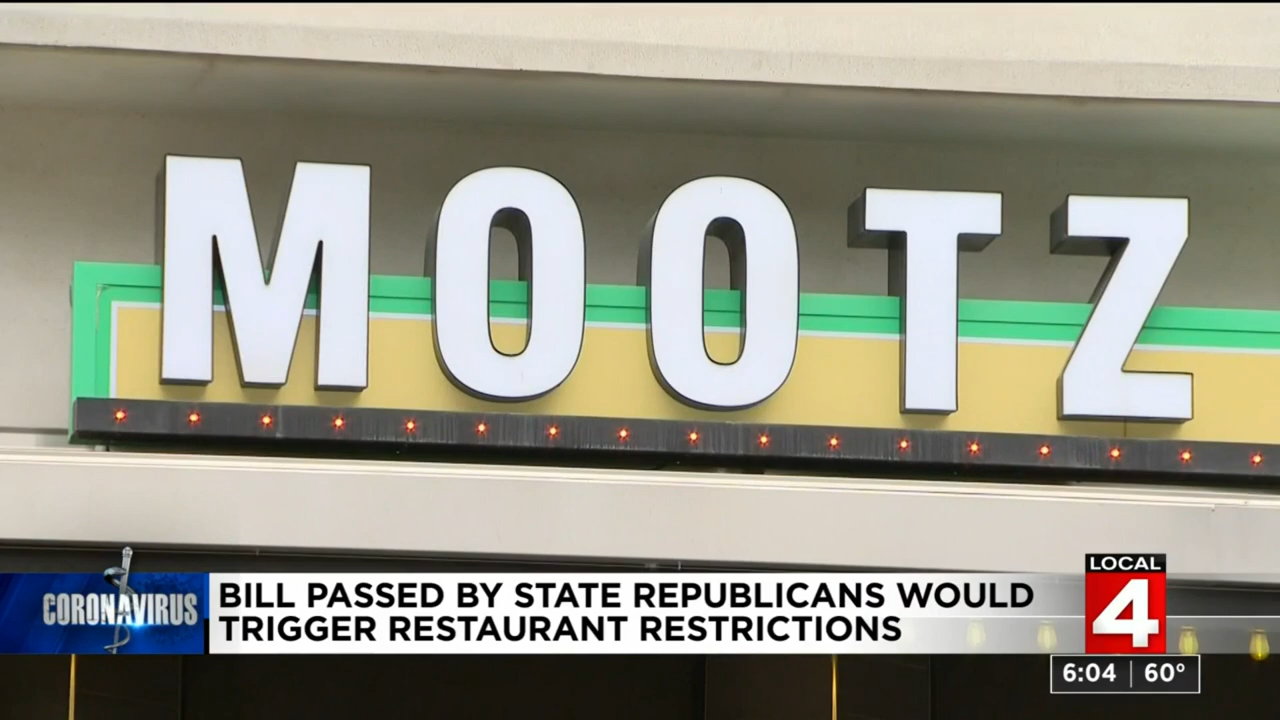 MOOTZ
CORONAVIRUS
BILL PASSED BY STATE REPUBLICANS WOULD
TRIGGER RESTAURANT RESTRICTIONS
LOCAL
4
6:04 60°